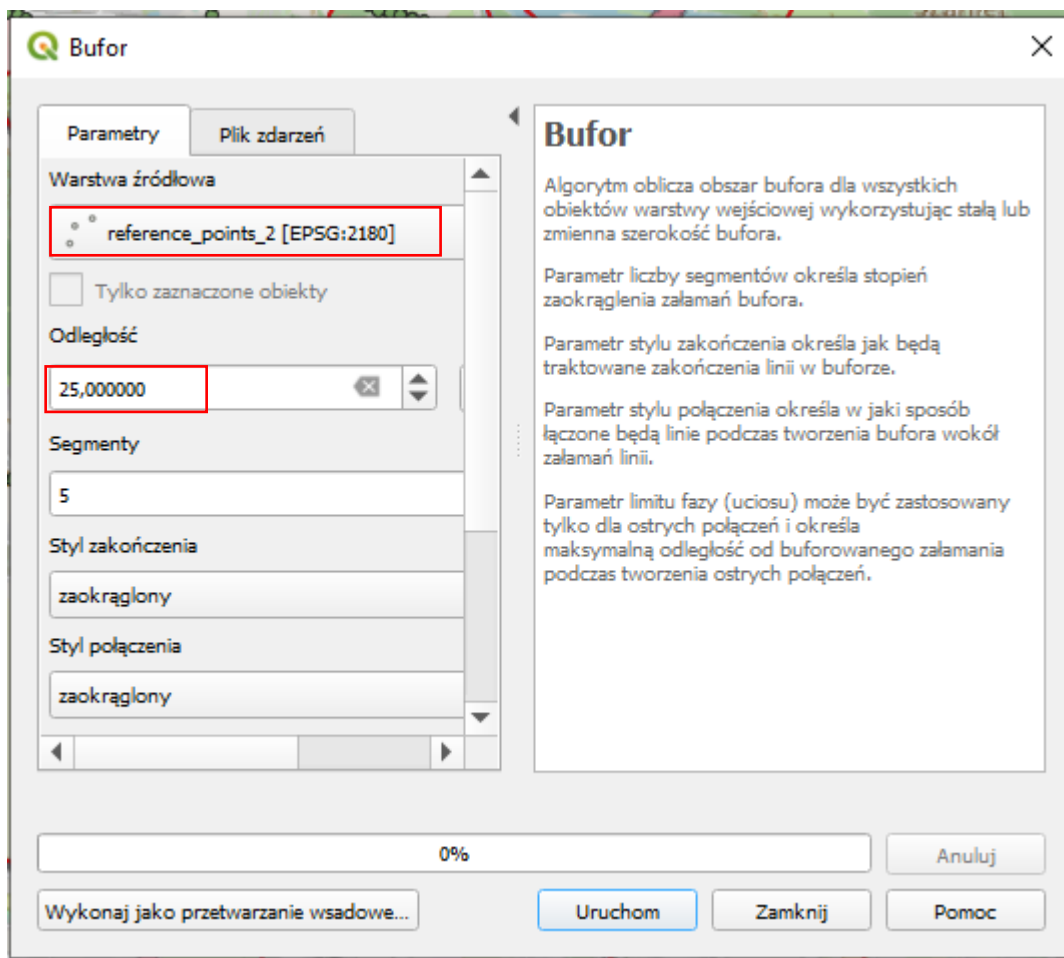 Bufor
Parametry
Plik zdarzeń
Warstwa źródłowa
reference_points_2 [EPSG:2180]
Tylko zaznaczone obiekty
Odległość
25,000000
Segmenty
5
Styl zakończenia
zaokrąglony
Styl połączenia
zaokrąglony
Bufor
Algorytm oblicza obszar bufora dla wszystkich
obiektów warstwy wejściowej wykorzystując stałą lub
zmienna szerokość bufora.
Parametr liczby segmentów określa stopień
zaokrąglenia załamań bufora.
Parametr stylu zakończenia określa jak będą
traktowane zakończenia linii w buforze.
Parametr stylu połączenia określa w jaki sposób
łączone będą linie podczas tworzenia bufora wokół
załamań linii.
Parametr limitu fazy (uciosu) może być zastosowany
tylko dla ostrych połączeń i określa
maksymalną odległość od buforowanego załamania
podczas tworzenia ostrych połączeń.
0%
Anuluj
Wykonaj jako przetwarzanie wsadowe...
Uruchom
Zamknij
Pomoc